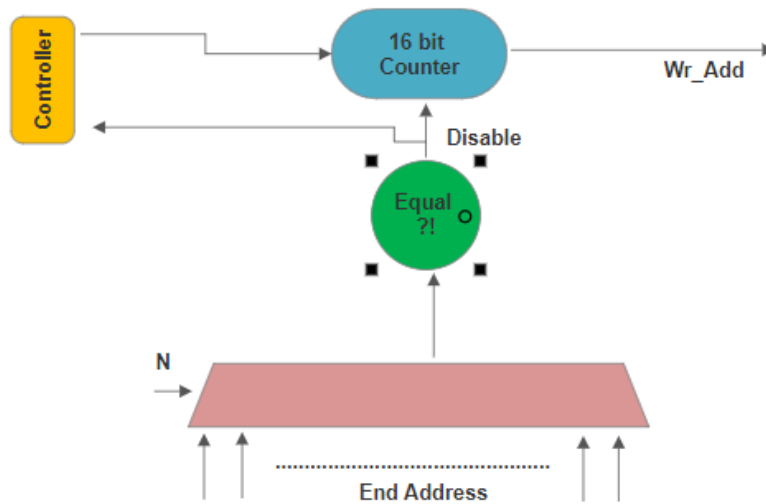 Controller
16 bit
Counter
Wr_Add
Disable
Equal
?!
N
End Address